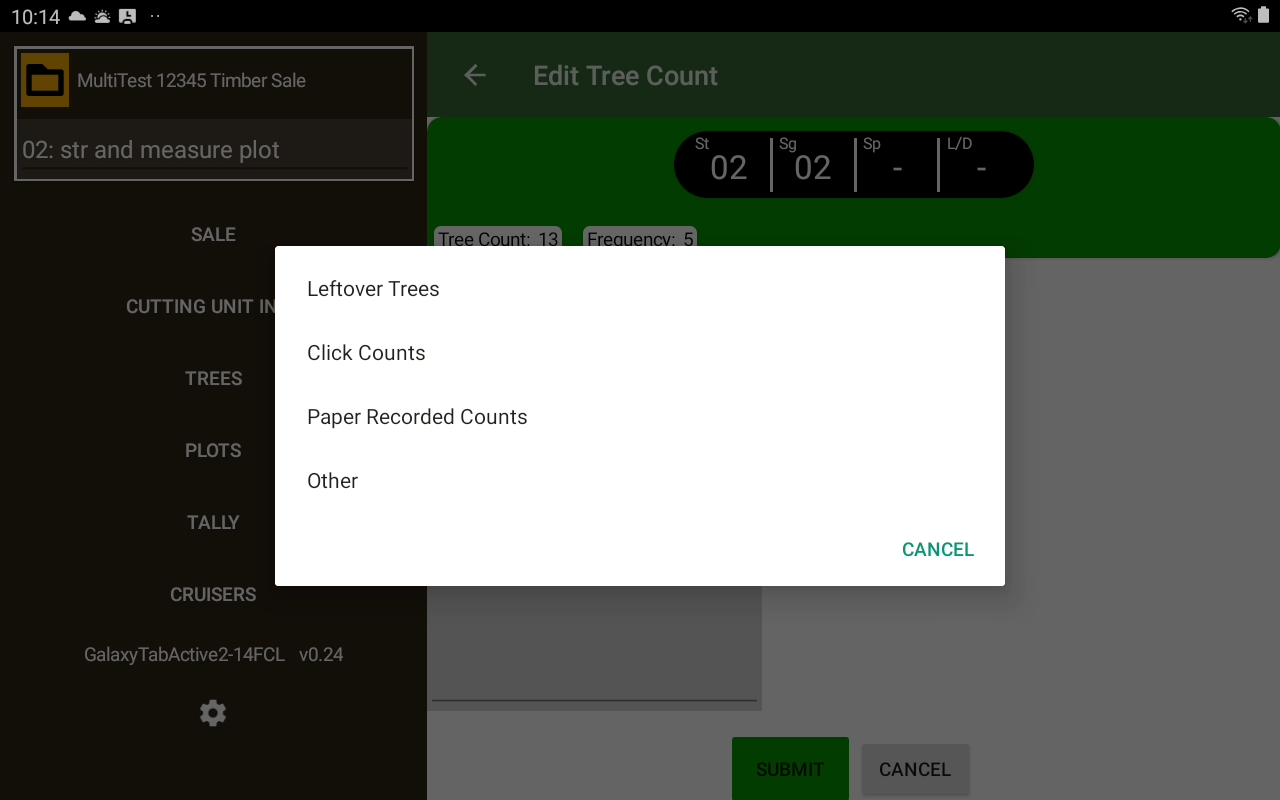 10:14
MultiTest 12345 Timber Sale
02: str and measure plot
SALE
CUTTING UNIT IN
TREES
PLOTS
TALLY
CRUISERS
GalaxyTabActive2-14FCL v0.24
Edit Tree Count
St Sg Sp L/D
02 02 - -
Tree Count: 13 Frequency: 5
Leftover Trees
Click Counts
Paper Recorded Counts
Other
CANCEL
SUBMIT CANCEL